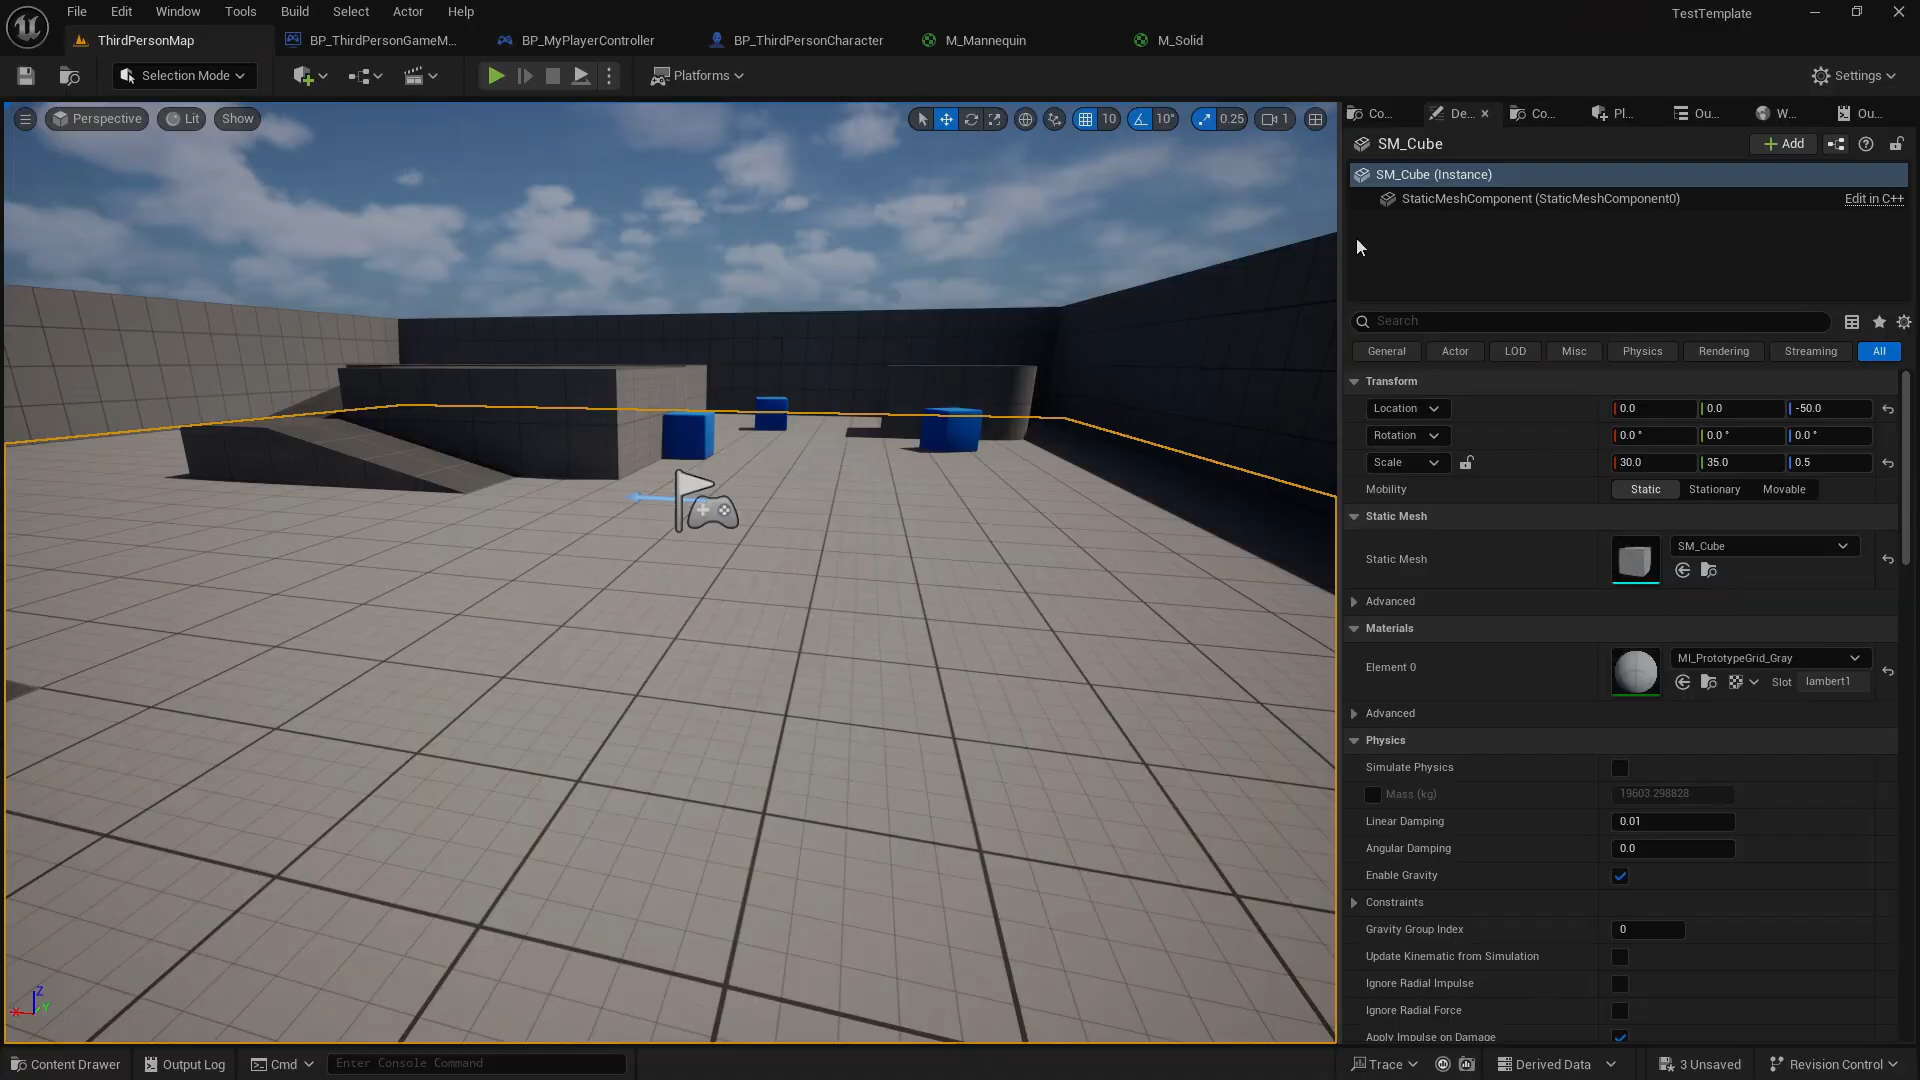 File Edit Window Tools Build Select Actor Help
TestTemplate
ThirdPersonMap
BP_ThirdPersonGameM...
BP_MyPlayerController
BP_ThirdPersonCharacter
M_Mannequin
M_Solid
Selection Mode
Platforms
Settings
Perspective
Lit
Show
10
10°
0.25
1
Co...
De...
Co...
Pl...
Ou...
W...
Ou...
SM_Cube
Add
SM_Cube (Instance)
StaticMeshComponent (StaticMeshComponent0)
Edit in C++
Search
General Actor LOD Misc Physics Rendering Streaming All
Transform
Location 0.0 0.0 -50.0
Rotation 0.0 ° 0.0 ° 0.0 °
Scale 30.0 35.0 0.5
Mobility Static Stationary Movable
Static Mesh
Static Mesh SM_Cube
Advanced
Materials
Element 0 MI_PrototypeGrid_Gray
Slot lambert1
Advanced
Physics
Simulate Physics
Mass (kg) 19603.298828
Linear Damping 0.01
Angular Damping 0.0
Enable Gravity
Constraints
Gravity Group Index 0
Update Kinematic from Simulation
Ignore Radial Impulse
Ignore Radial Force
Apply Impulse on Damage
Z
X
Y
Content Drawer
Output Log
Cmd
Enter Console Command
Trace
Derived Data
3 Unsaved
Revision Control